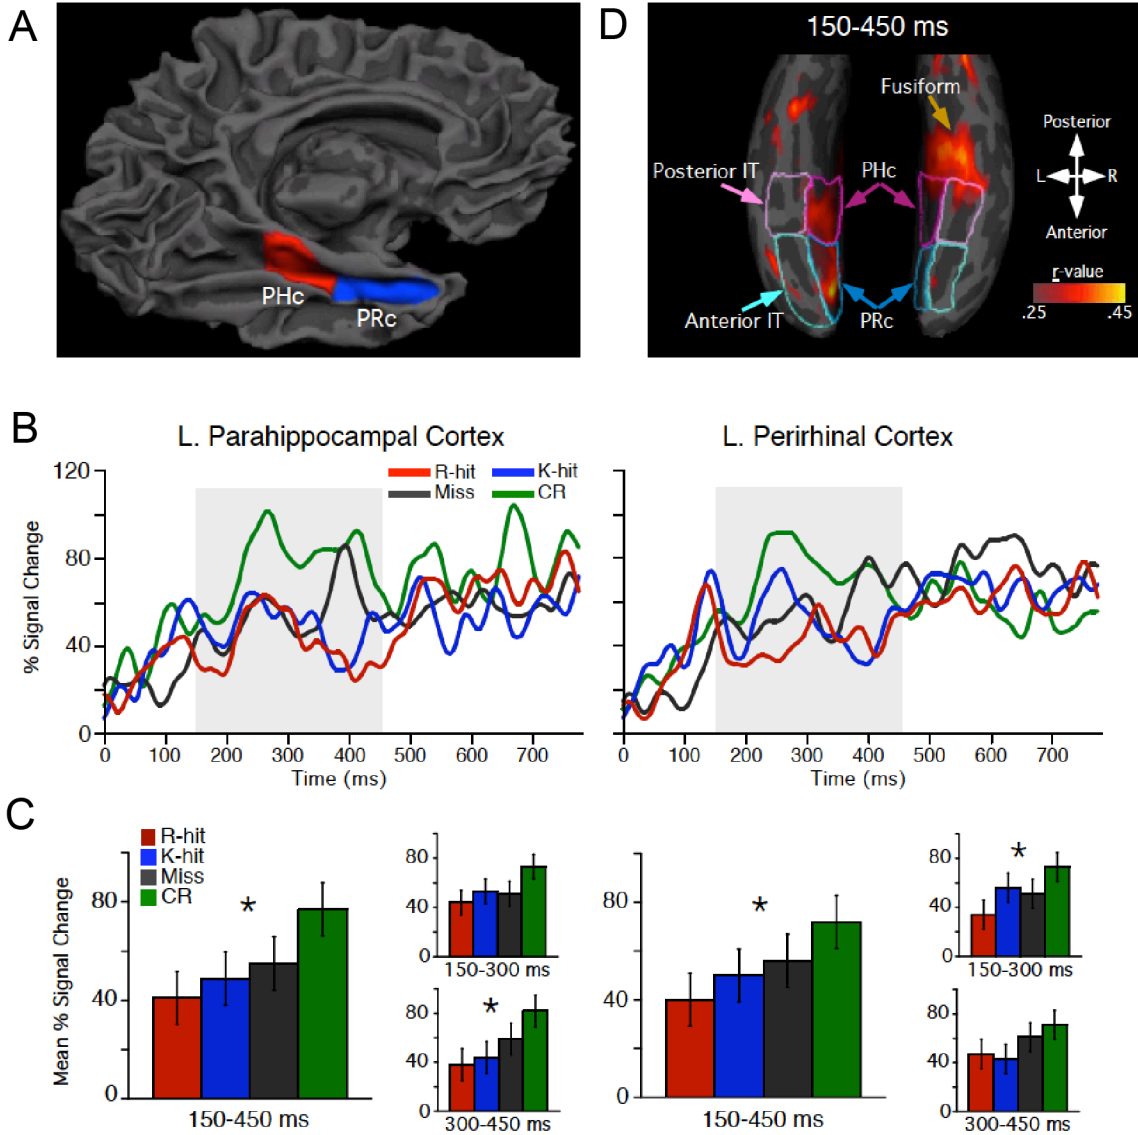 A
PHc
PRc
D
150-450 ms
Fusiform
Posterior IT
PHc
Anterior IT
PRc
Posterior
L R
Anterior
r-value
.25 .45
B
L. Parahippocampal Cortex
L. Perirhinal Cortex
R-hit K-hit
Miss CR
% Signal Change
120
80
40
0
0 100 200 300 400 500 600 700
Time (ms)
0 100 200 300 400 500 600 700
Time (ms)
C
R-hit
K-hit
Miss
CR
Mean % Signal Change
80
40
0
*
150-450 ms
80
40
0
150-300 ms
80
40
0
*
300-450 ms
80
40
0
*
150-450 ms
80
40
0
*
150-300 ms
80
40
0
300-450 ms